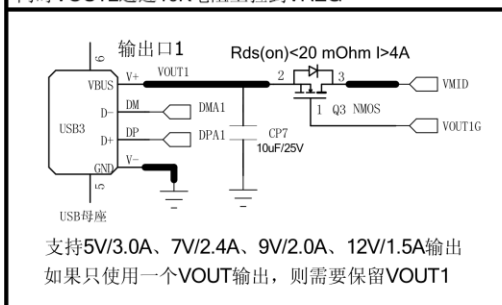 输出口1
Rds(on)<20 mOhm I>4A
6
VBUS
V+
VOUT1
2
3
VMID
D-
DM
DMA1
1
Q3 NMOS
USB3
D+
DP
DPA1
CP7
VOUT1G
10uF/25V
GND
V-
5
USB母座
支持5V/3.0A、7V/2.4A、9V/2.0A、12V/1.5A输出
如果只使用一个VOUT输出，则需要保留VOUT1